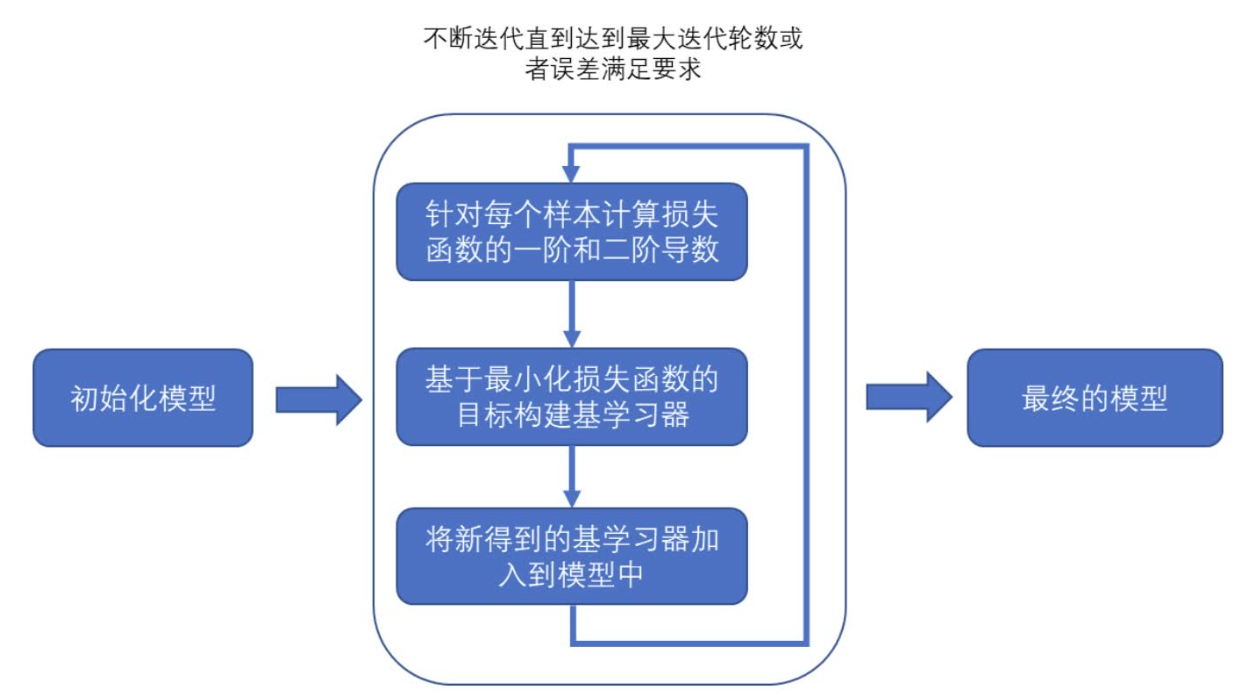 不断迭代直到达到最大迭代轮数或
者误差满足要求
针对每个样本计算损失
函数的一阶和二阶导数
基于最小化损失函数的
目标构建基学习器
将新得到的基学习器加
入到模型中
初始化模型
最终的模型